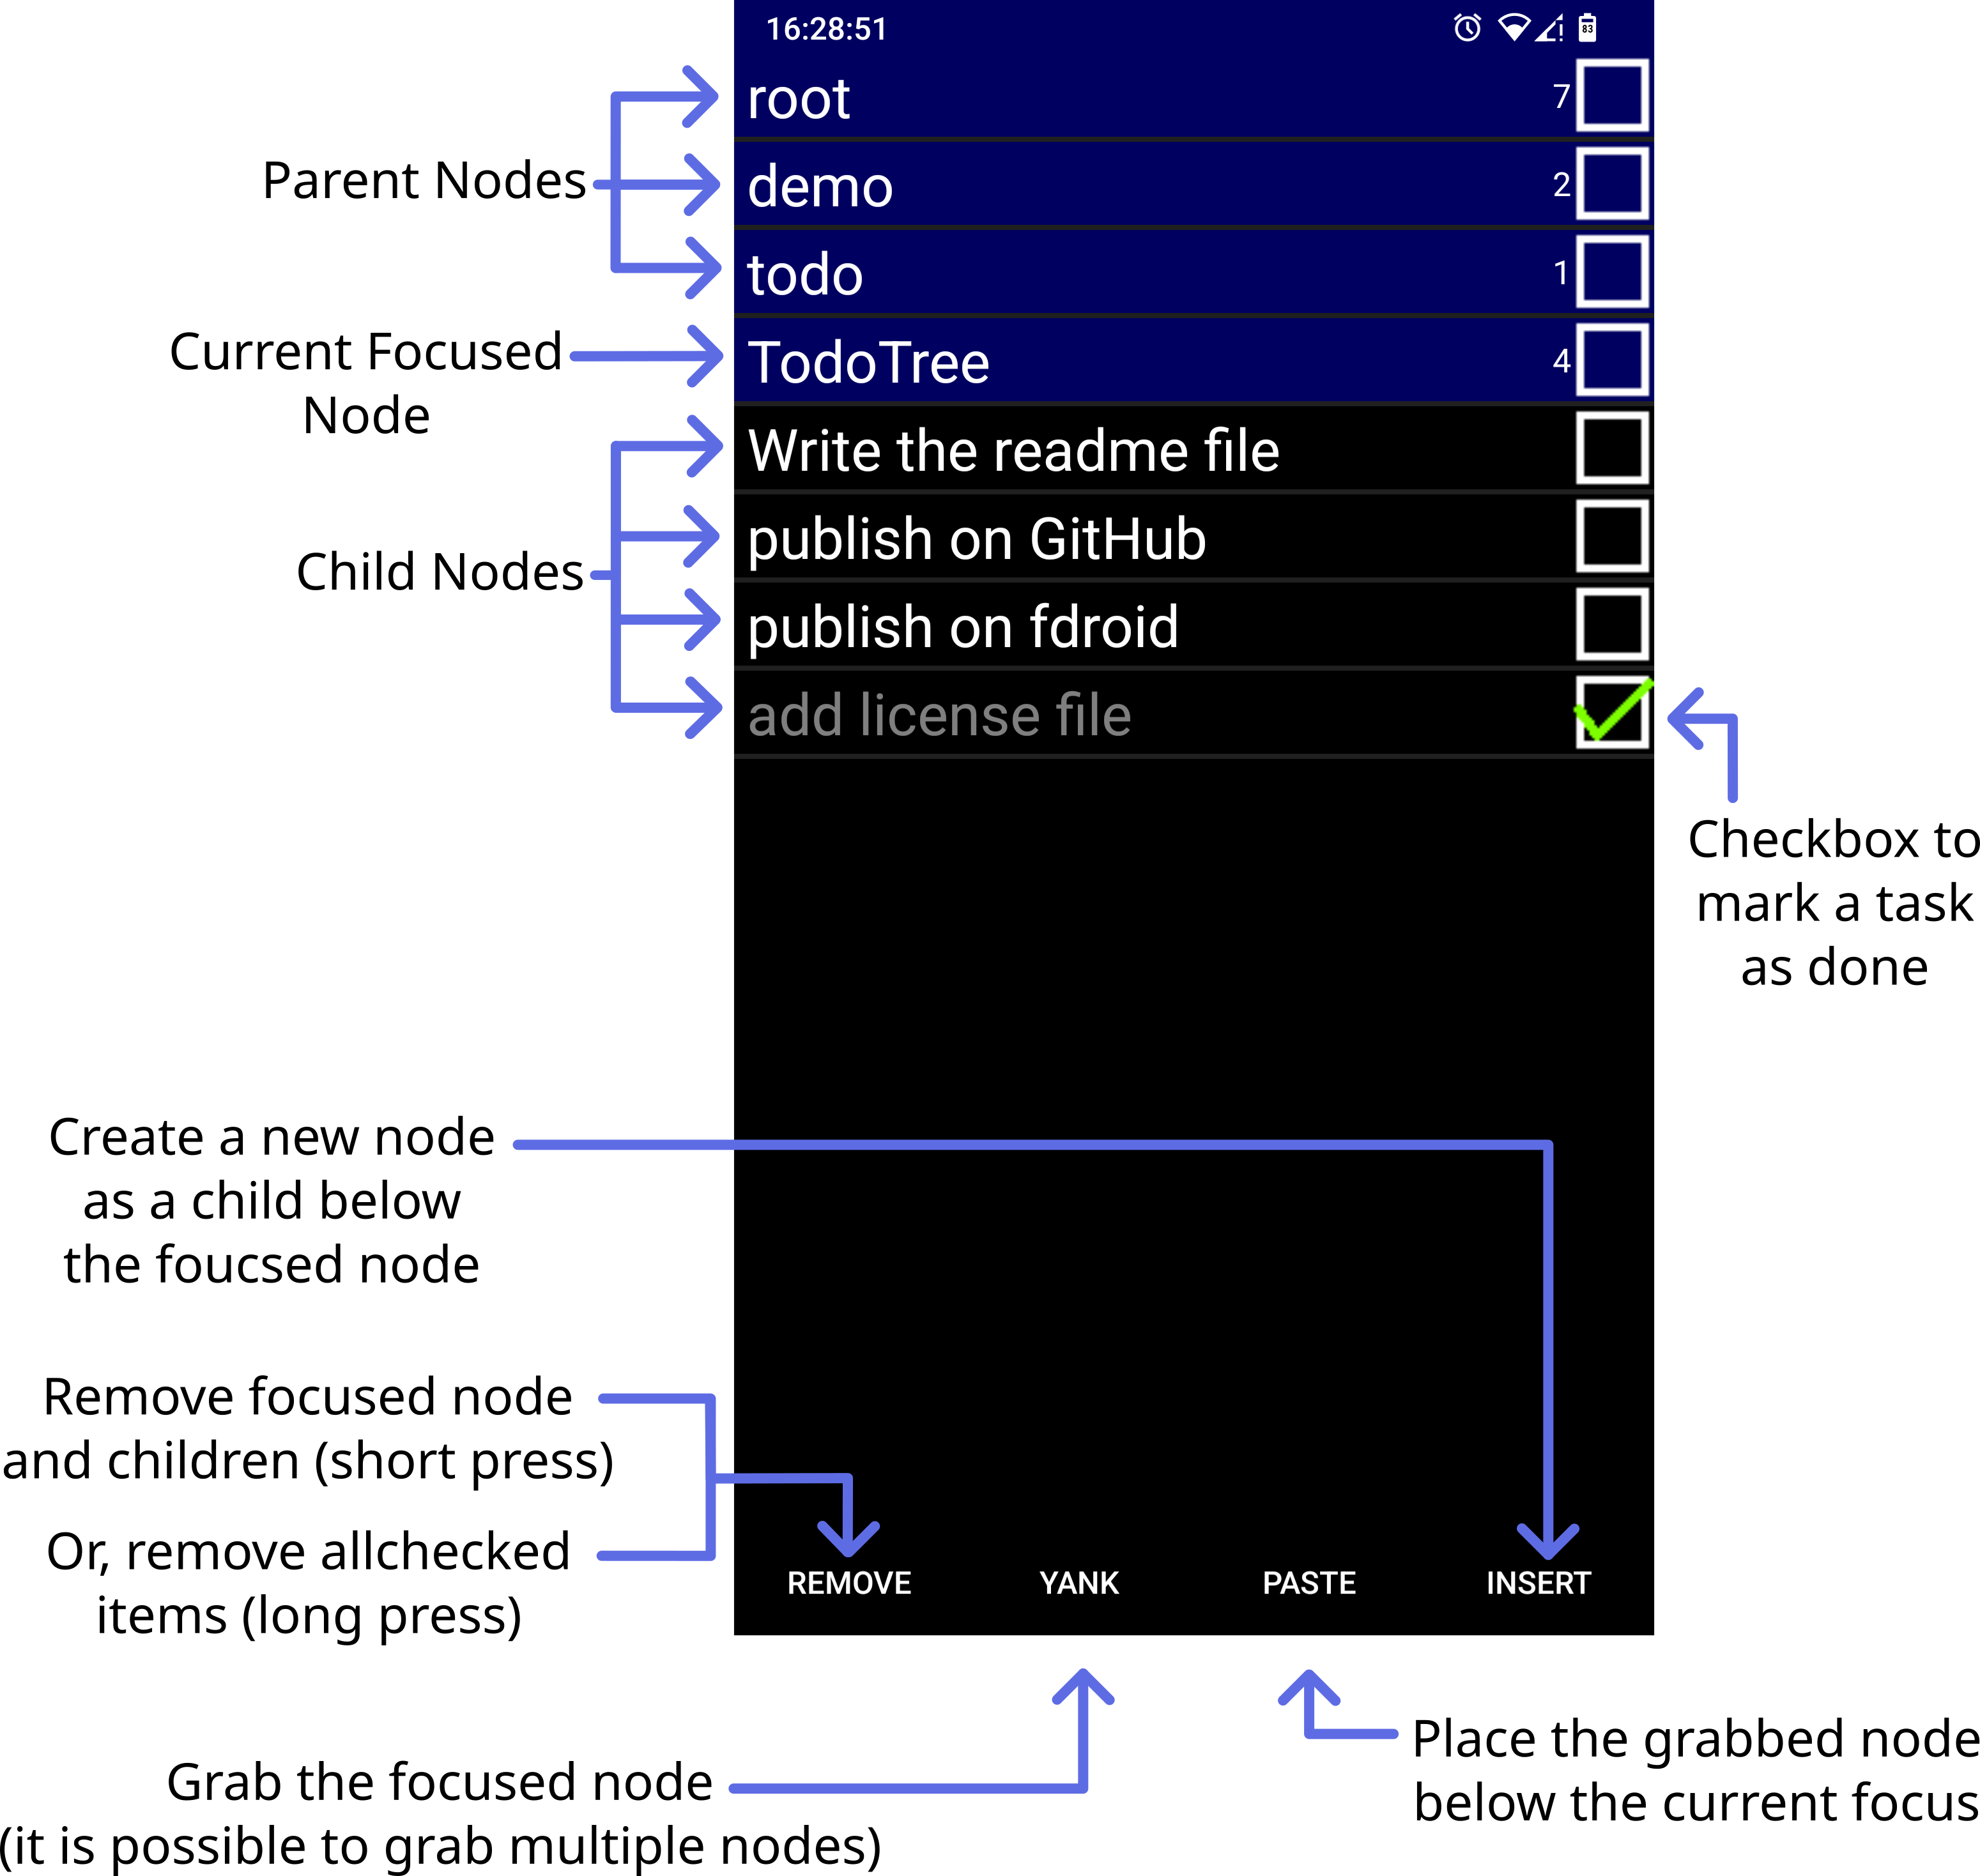 16:28:51
83
root
7
Parent Nodes
demo
2
todo
1
Current Focused
Node
TodoTree
4
Write the readme file
publish on GitHub
Child Nodes
publish on fdroid
add license file
Checkbox to
mark a task
as done
Create a new node
as a child below
the foucsed node
Remove focused node
and children (short press)
Or, remove allchecked
items (long press)
REMOVE
YANK
PASTE
INSERT
Grab the focused node
(it is possible to grab multiple nodes)
Place the grabbed node
below the current focus